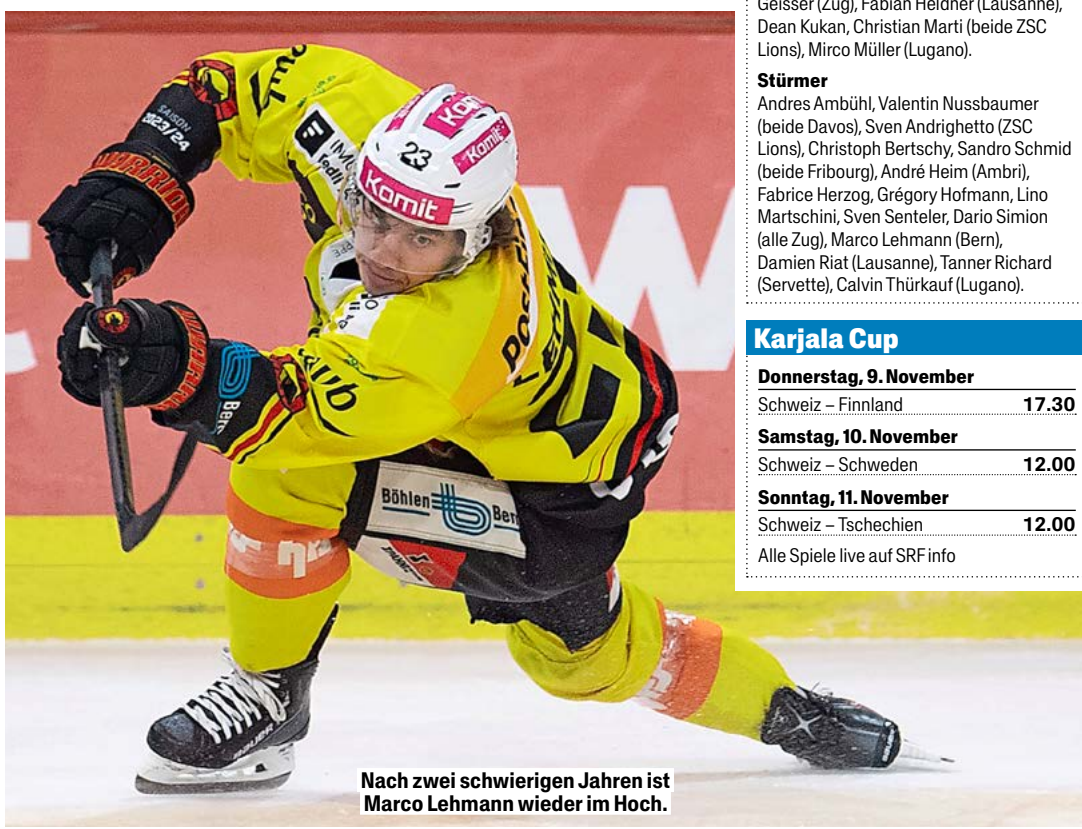 Geisser (Zug), Fabian Heldner (Lausanne),
Dean Kukan, Christian Marti (beide ZSC
Lions), Mirco Müller (Lugano).
Stürmer
Andres Ambühl, Valentin Nussbaumer
(beide Davos), Sven Andrighetto (ZSC
Lions), Christoph Bertschy, Sandro Schmid
(beide Fribourg), André Heim (Ambri),
Fabrice Herzog, Grégory Hofmann, Lino
Martschini, Sven Senteler, Dario Simion
(alle Zug), Marco Lehmann (Bern),
Damien Riat (Lausanne), Tanner Richard
(Servette), Calvin Thürkauf (Lugano).
Karjala Cup
Donnerstag, 9. November
Schweiz – Finnland 17.30
Samstag, 10. November
Schweiz – Schweden 12.00
Sonntag, 11. November
Schweiz – Tschechien 12.00
Alle Spiele live auf SRF info
SAISON
2023/24
WARRIOR
23
Komit
Komit
Böhlen
Bern
Nach zwei schwierigen Jahren ist
Marco Lehmann wieder im Hoch.